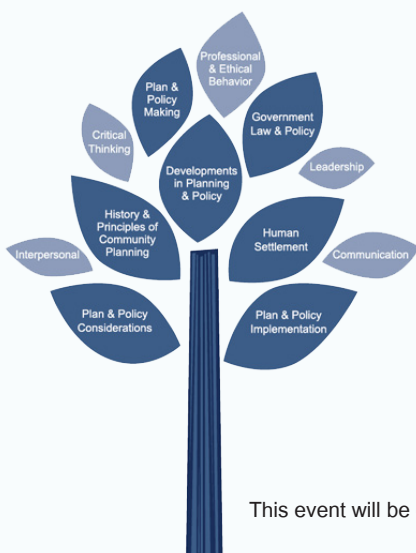 Professional
& Ethical
Behavior
Plan &
Policy
Making
Government
Law & Policy
Critical
Thinking
Developments
in Planning
& Policy
Leadership
History &
Principles of
Community
Planning
Human
Settlement
Interpersonal
Communication
Plan & Policy
Considerations
Plan & Policy
Implementation
This event will be